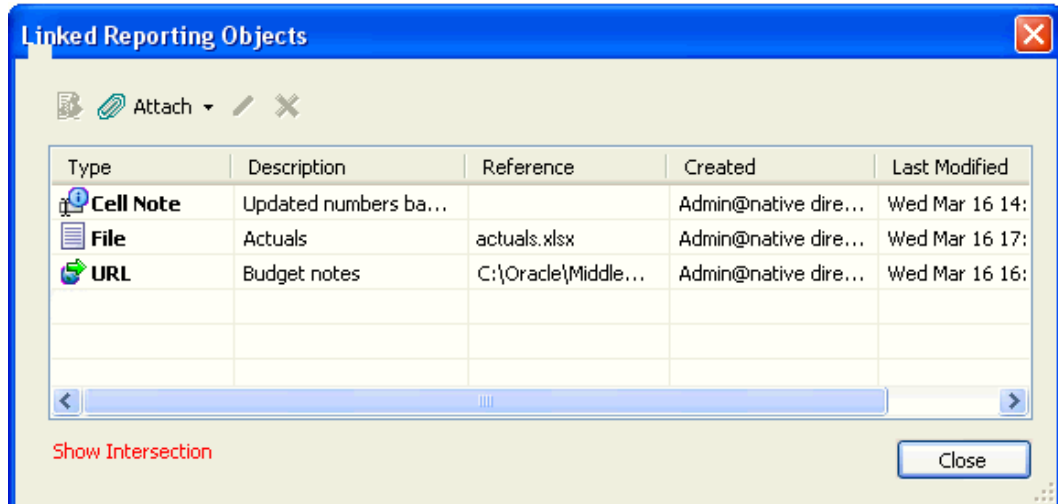 Linked Reporting Objects
Attach
Type Description Reference Created Last Modified
Cell Note Updated numbers ba... Admin@native dire... Wed Mar 16 14:
File Actuals actuals.xlsx Admin@native dire... Wed Mar 16 17:
URL Budget notes C:\Oracle\Middle... Admin@native dire... Wed Mar 16 16:
Show Intersection Close